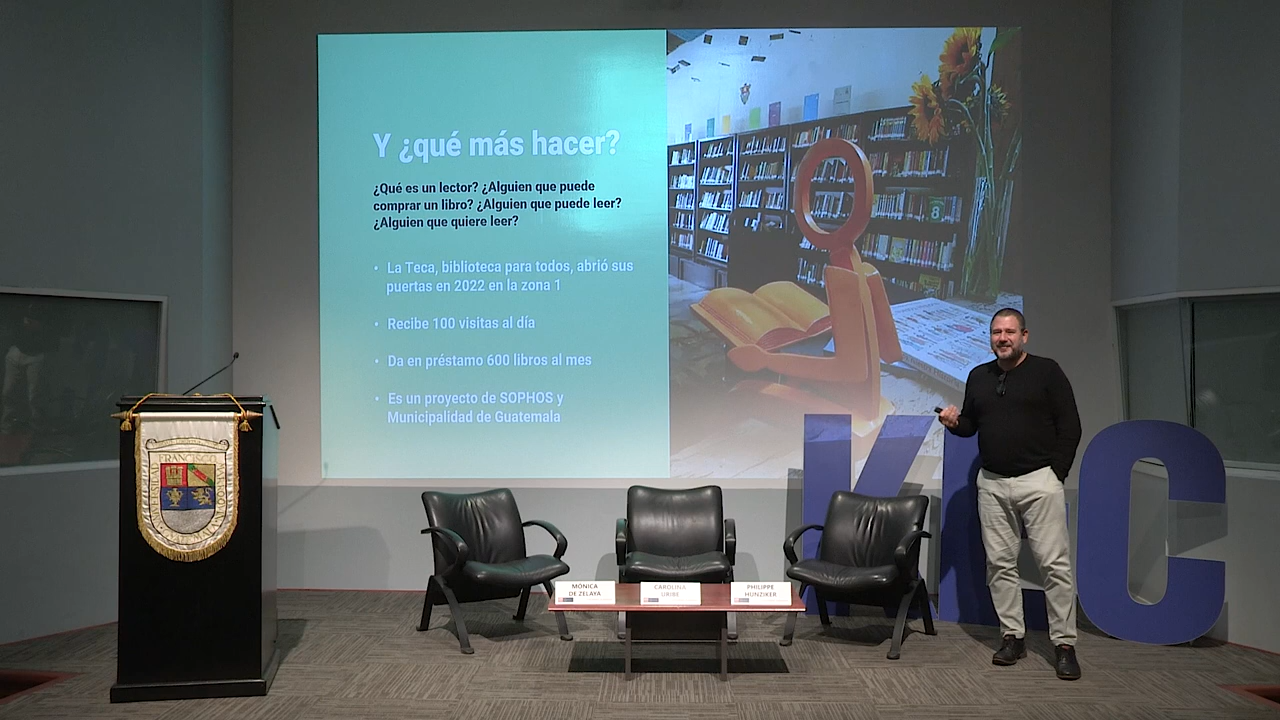 Y ¿qué más hacer?
¿Qué es un lector? ¿Alguien que puede
comprar un libro? ¿Alguien que puede leer?
¿Alguien que quiere leer?
• La Teca, biblioteca para todos, abrió sus
puertas en 2022 en la zona 1
• Recibe 100 visitas al día
• Da en préstamo 600 libros al mes
• Es un proyecto de SOPHOS y
Municipalidad de Guatemala
8
FRANCISCO
MÓNICA
DE ZELAYA
CAROLINA
URIBE
PHILIPPE
HUNZIKER
C